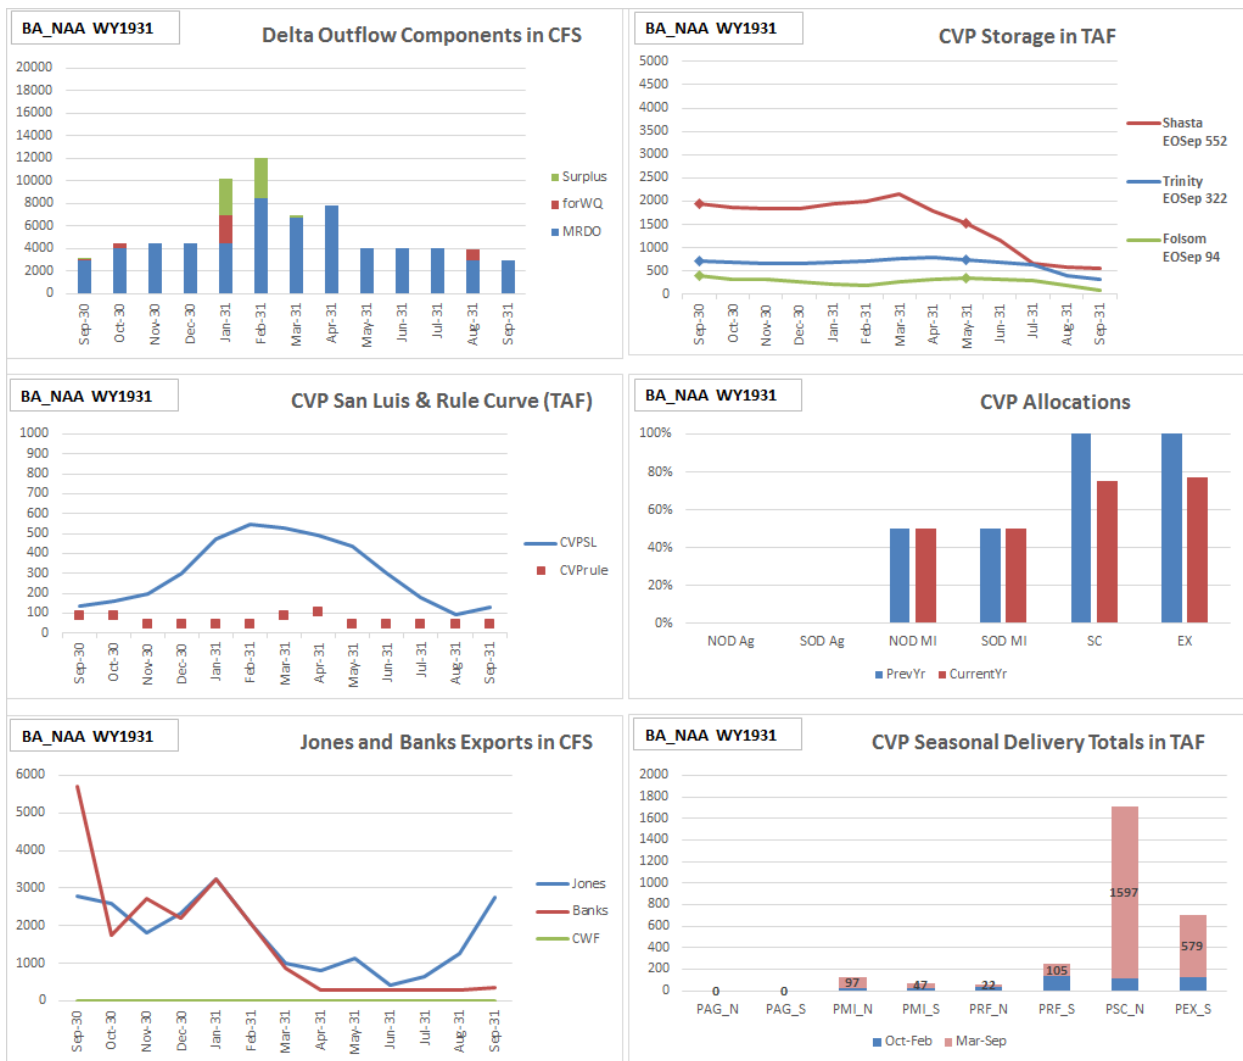 BA_NAA WY1931
Delta Outflow Components in CFS
20000
18000
16000
14000
12000
10000
8000
6000
4000
2000
0
Sep-30
Oct-30
Nov-30
Dec-30
Jan-31
Feb-31
Mar-31
Apr-31
May-31
Jun-31
Jul-31
Aug-31
Sep-31
Surplus
forWQ
MRDO
BA_NAA WY1931
CVP Storage in TAF
5000
4500
4000
3500
3000
2500
2000
1500
1000
500
0
Sep-30
Oct-30
Nov-30
Dec-30
Jan-31
Feb-31
Mar-31
Apr-31
May-31
Jun-31
Jul-31
Aug-31
Sep-31
Shasta
EOSep 552
Trinity
EOSep 322
Folsom
EOSep 94
BA_NAA WY1931
CVP San Luis & Rule Curve (TAF)
1000
900
800
700
600
500
400
300
200
100
0
Sep-30
Oct-30
Nov-30
Dec-30
Jan-31
Feb-31
Mar-31
Apr-31
May-31
Jun-31
Jul-31
Aug-31
Sep-31
CVPSL
CVPrule
BA_NAA WY1931
CVP Allocations
100%
80%
60%
40%
20%
0%
NOD Ag
SOD Ag
NOD MI
SOD MI
SC
EX
PrevYr
CurrentYr
BA_NAA WY1931
Jones and Banks Exports in CFS
6000
5000
4000
3000
2000
1000
0
Sep-30
Oct-30
Nov-30
Dec-30
Jan-31
Feb-31
Mar-31
Apr-31
May-31
Jun-31
Jul-31
Aug-31
Sep-31
Jones
Banks
CWF
BA_NAA WY1931
CVP Seasonal Delivery Totals in TAF
2000
1800
1600
1400
1200
1000
800
600
400
200
0
0
0
97
47
22
105
1597
579
PAG_N
PAG_S
PMI_N
PMI_S
PRF_N
PRF_S
PSC_N
PEX_S
Oct-Feb
Mar-Sep